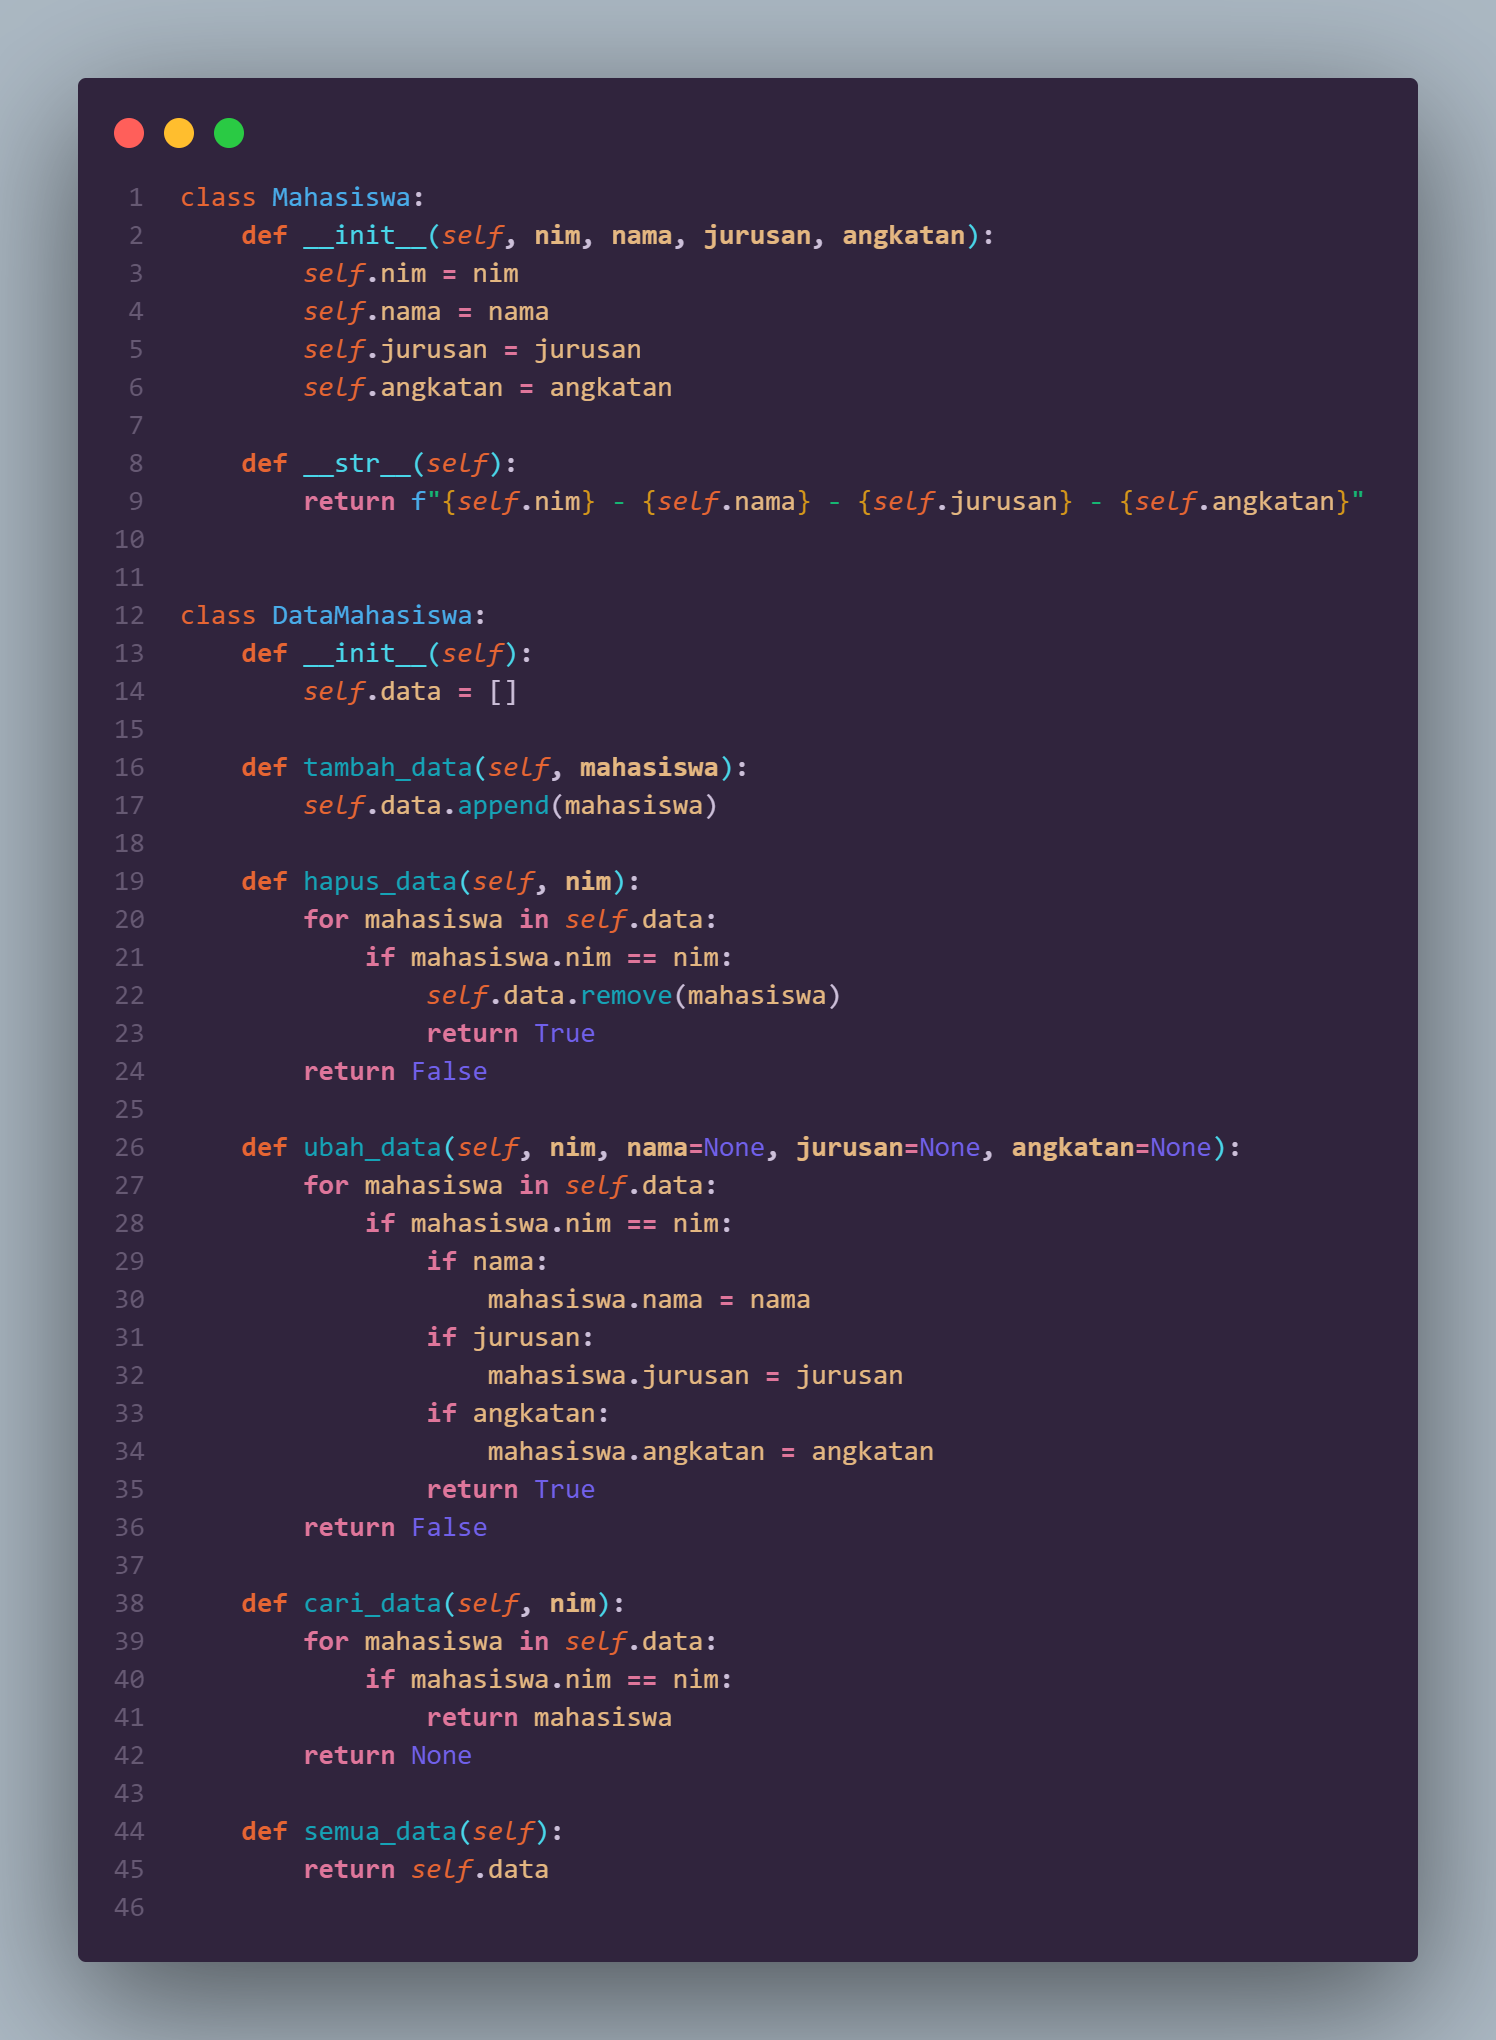 1 class Mahasiswa:
2     def __init__(self, nim, nama, jurusan, angkatan):
3         self.nim = nim
4         self.nama = nama
5         self.jurusan = jurusan
6         self.angkatan = angkatan
7
8     def __str__(self):
9         return f"{self.nim} - {self.nama} - {self.jurusan} - {self.angkatan}"
10
11
12 class DataMahasiswa:
13     def __init__(self):
14         self.data = []
15
16     def tambah_data(self, mahasiswa):
17         self.data.append(mahasiswa)
18
19     def hapus_data(self, nim):
20         for mahasiswa in self.data:
21             if mahasiswa.nim == nim:
22                 self.data.remove(mahasiswa)
23                 return True
24         return False
25
26     def ubah_data(self, nim, nama=None, jurusan=None, angkatan=None):
27         for mahasiswa in self.data:
28             if mahasiswa.nim == nim:
29                 if nama:
30                     mahasiswa.nama = nama
31                 if jurusan:
32                     mahasiswa.jurusan = jurusan
33                 if angkatan:
34                     mahasiswa.angkatan = angkatan
35                 return True
36         return False
37
38     def cari_data(self, nim):
39         for mahasiswa in self.data:
40             if mahasiswa.nim == nim:
41                 return mahasiswa
42         return None
43
44     def semua_data(self):
45         return self.data
46